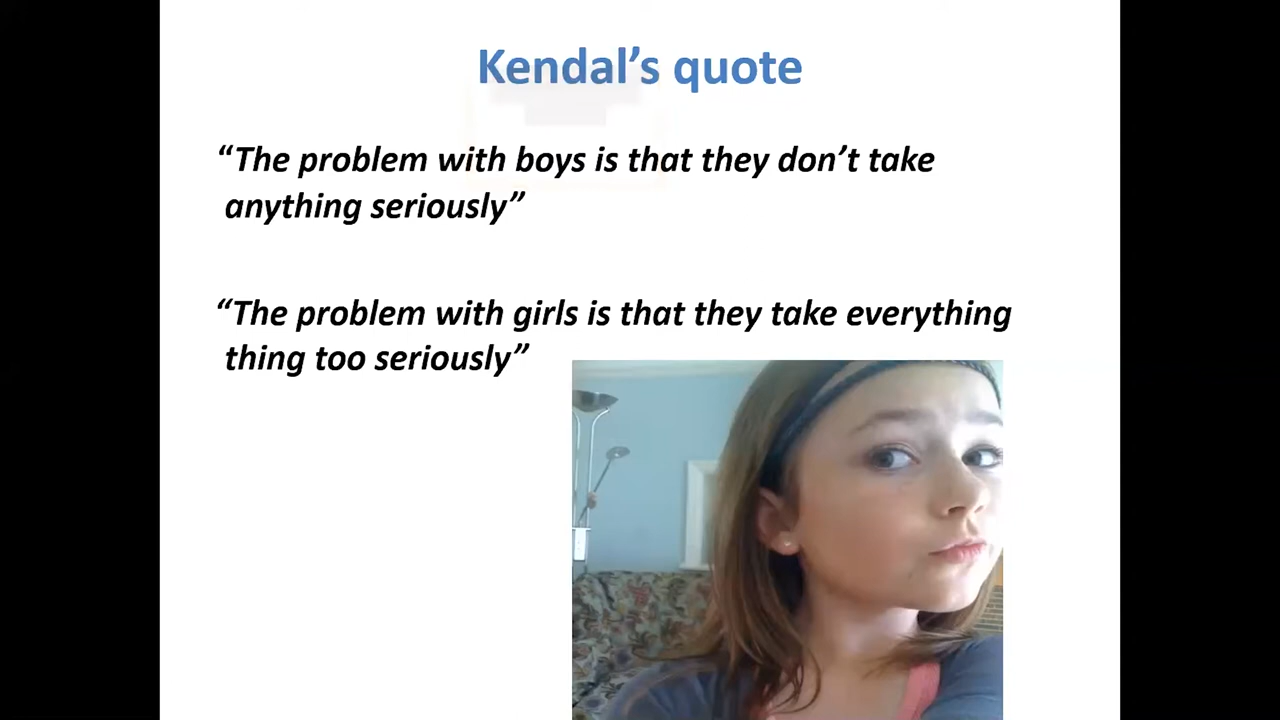 Kendal’s quote
“The problem with boys is that they don’t take
anything seriously”
“The problem with girls is that they take everything
thing too seriously”